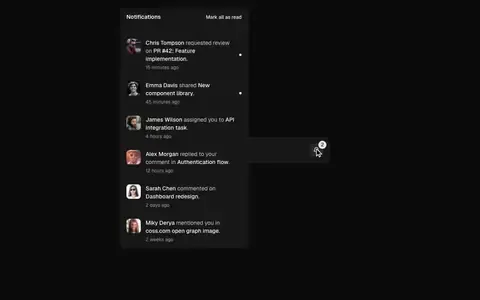 Notifications
Mark all as read
Chris Tompson requested review
on PR #42: Feature
implementation.
15 minutes ago
Emma Davis shared New
component library.
45 minutes ago
James Wilson assigned you to API
integration task.
4 hours ago
Alex Morgan replied to your
comment in Authentication flow.
12 hours ago
Sarah Chen commented on
Dashboard redesign.
2 days ago
Miky Derya mentioned you in
coss.com open graph image.
2 weeks ago
2